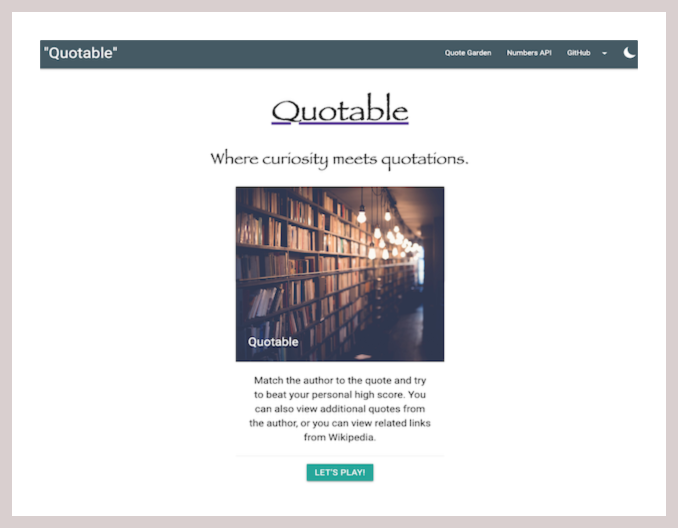 "Quotable"
Quote Garden Numbers API GitHub
Quotable
Where curiosity meets quotations.
Quotable
Match the author to the quote and try
to beat your personal high score. You
can also view additional quotes from
the author, or you can view related links
from Wikipedia.
LET'S PLAY!